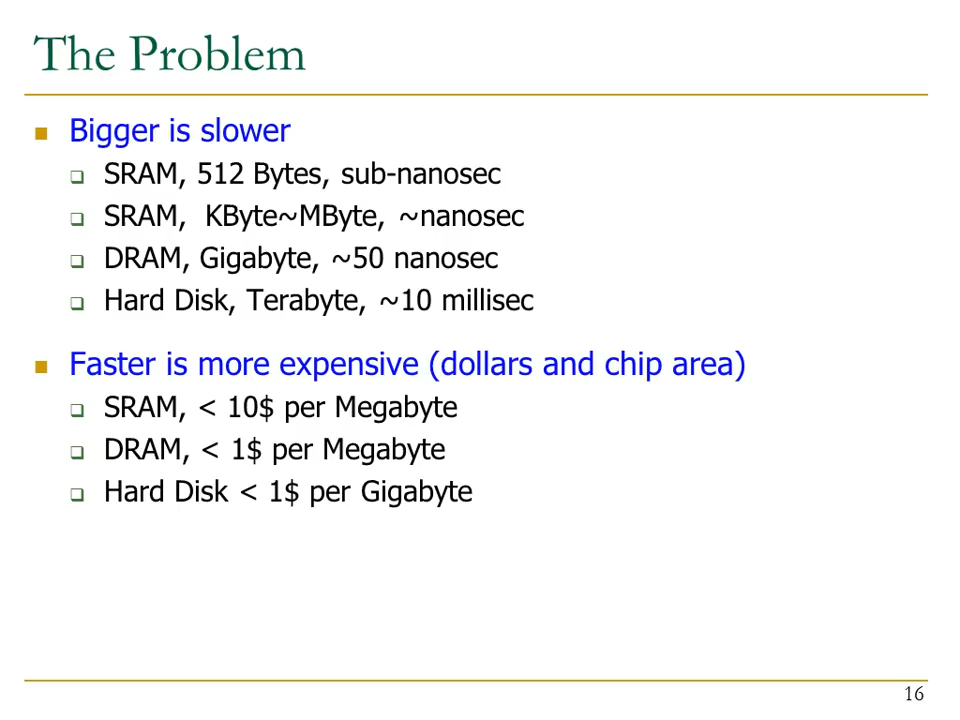 The Problem
Bigger is slower
SRAM, 512 Bytes, sub-nanosec
SRAM,  KByte~MByte, ~nanosec
DRAM, Gigabyte, ~50 nanosec
Hard Disk, Terabyte, ~10 millisec
Faster is more expensive (dollars and chip area)
SRAM, < 10$ per Megabyte
DRAM, < 1$ per Megabyte
Hard Disk < 1$ per Gigabyte
16